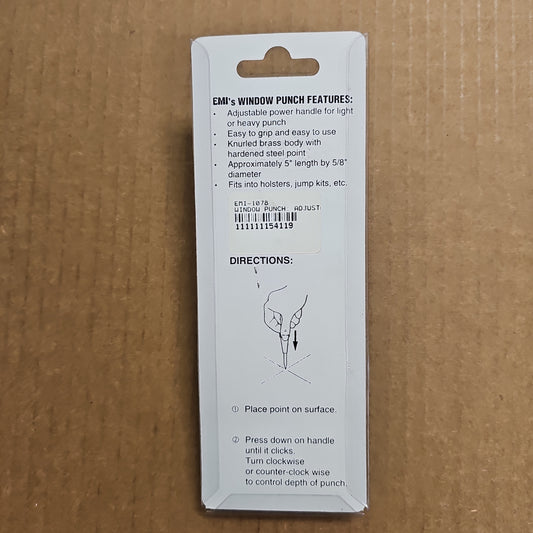 EMI's WINDOW PUNCH FEATURES:
• Adjustable power handle for light
or heavy punch
• Easy to grip and easy to use
• Knurled brass body with
hardened steel point
• Approximately 5" length by 5/8"
diameter
• Fits into holsters, jump kits, etc.
EMI-1078
WINDOW PUNCH ADJUST
111111154119
DIRECTIONS:
① Place point on surface.
② Press down on handle
until it clicks.
Turn clockwise
or counter-clock wise
to control depth of punch.